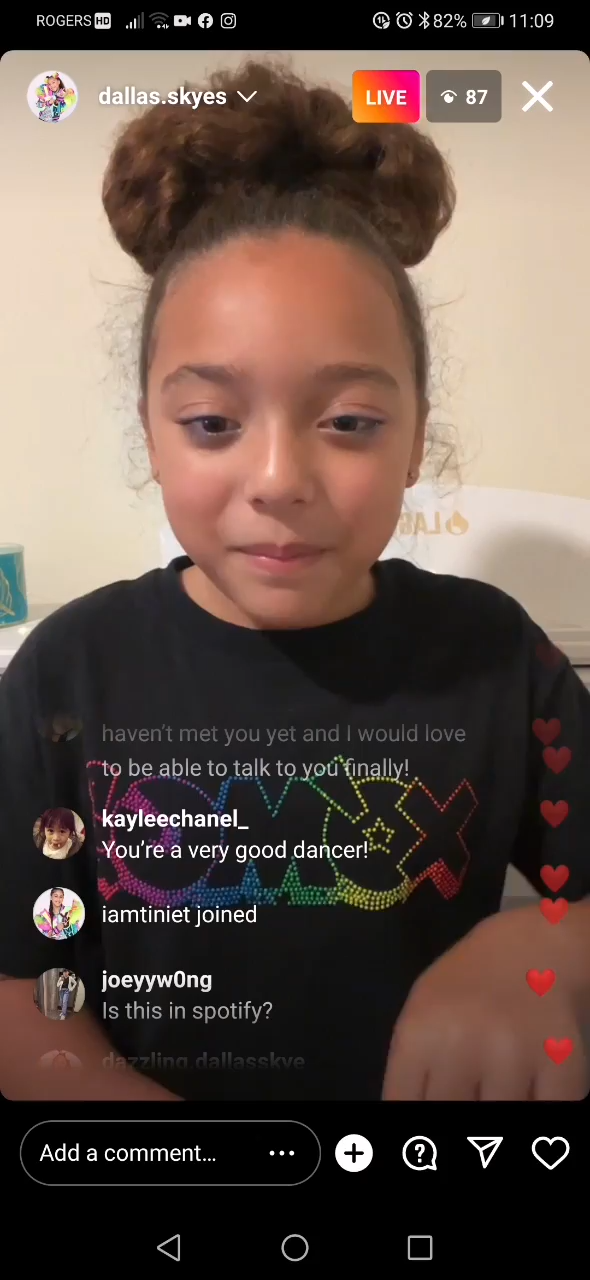 ROGERS HD 82% 11:09
dallas.skyes LIVE 87
haven't met you yet and I would love
to be able to talk to you finally!
kayleechanel_
You're a very good dancer!
iamtiniet joined
joeyyw0ng
Is this in spotify?
dazzling.dallasskye
Add a comment...